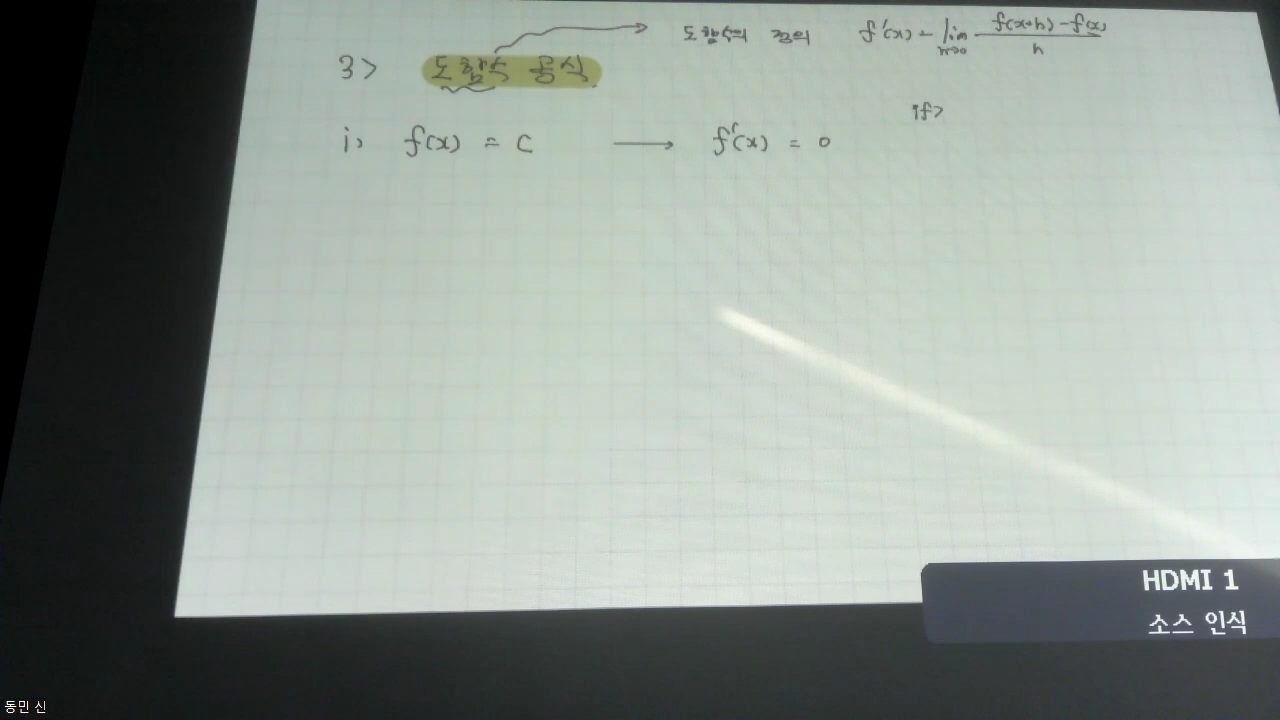 도함수의 정의 f'(x) = lim h→0 f(x+h)-f(x) / h
3> 도함수 공식
i> f(x) = C → f'(x) = 0
if>
HDMI 1
소스 인식
동민 신